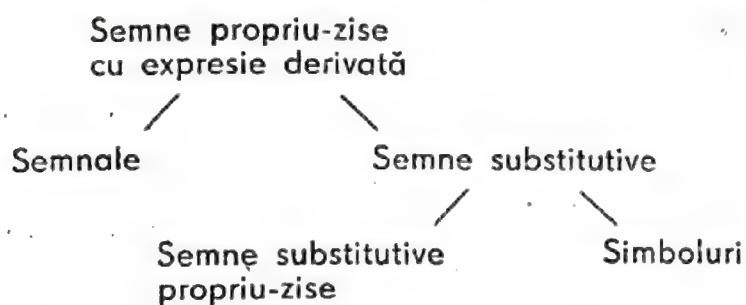 Semne propriu-zise
cu expresie derivată
Semnale
Semne substitutive
Semne substitutive
propriu-zise
Simboluri